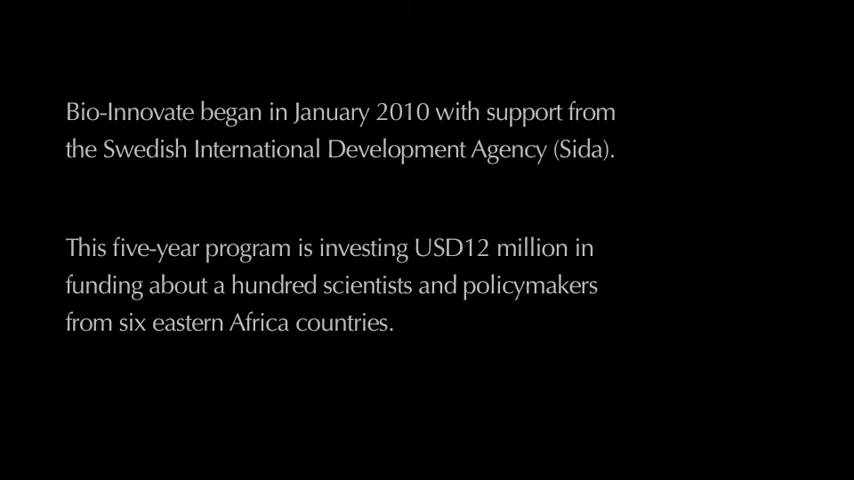 Bio-Innovate began in January 2010 with support from
the Swedish International Development Agency (Sida).
This five-year program is investing USD12 million in
funding about a hundred scientists and policymakers
from six eastern Africa countries.